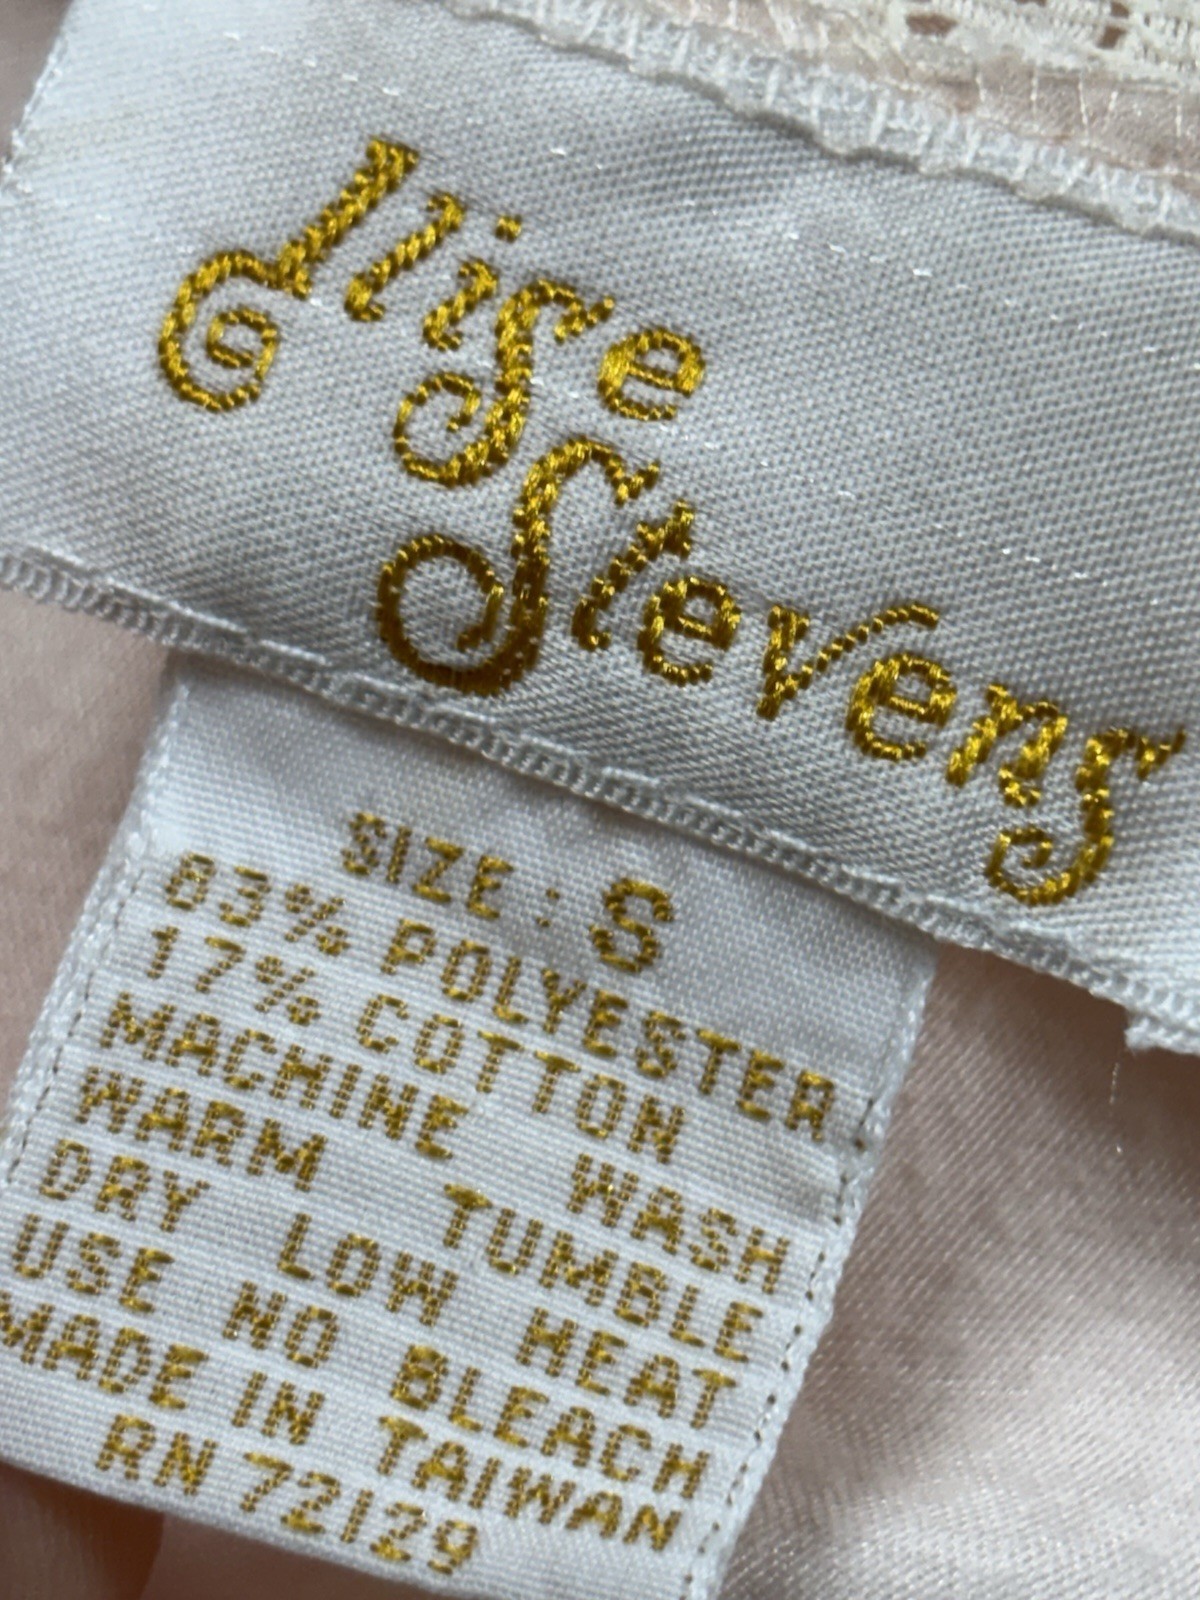 Ilise
Stevens
SIZE: S
83% POLYESTER
17% COTTON
MACHINE WASH
WARM TUMBLE
DRY LOW HEAT
USE NO BLEACH
MADE IN TAIWAN
RN 72129